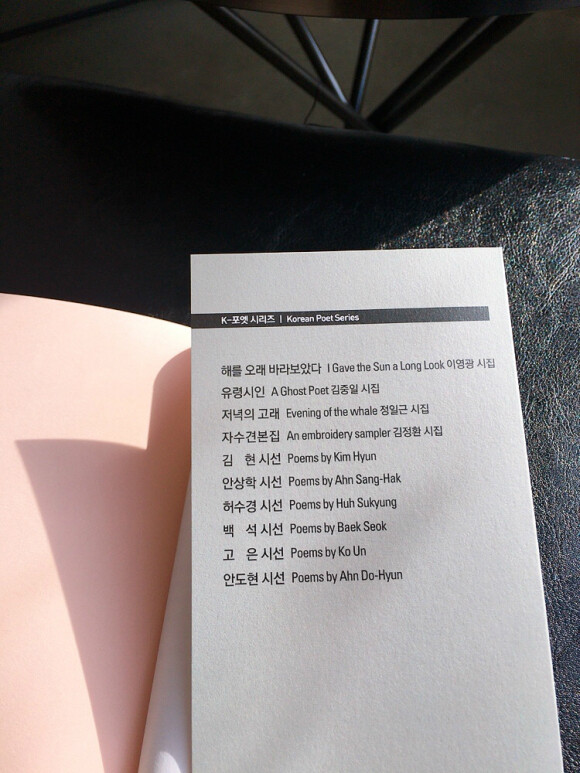 K-포엣 시리즈 | Korean Poet Series
해를 오래 바라보았다 I Gave the Sun a Long Look 이영광 시집
유령시인 A Ghost Poet 김중일 시집
저녁의 고래 Evening of the whale 정일근 시집
자수견본집 An embroidery sampler 김정환 시집
김 현 시선 Poems by Kim Hyun
안상학 시선 Poems by Ahn Sang-Hak
허수경 시선 Poems by Huh Sukyung
백 석 시선 Poems by Baek Seok
고 은 시선 Poems by Ko Un
안도현 시선 Poems by Ahn Do-Hyun